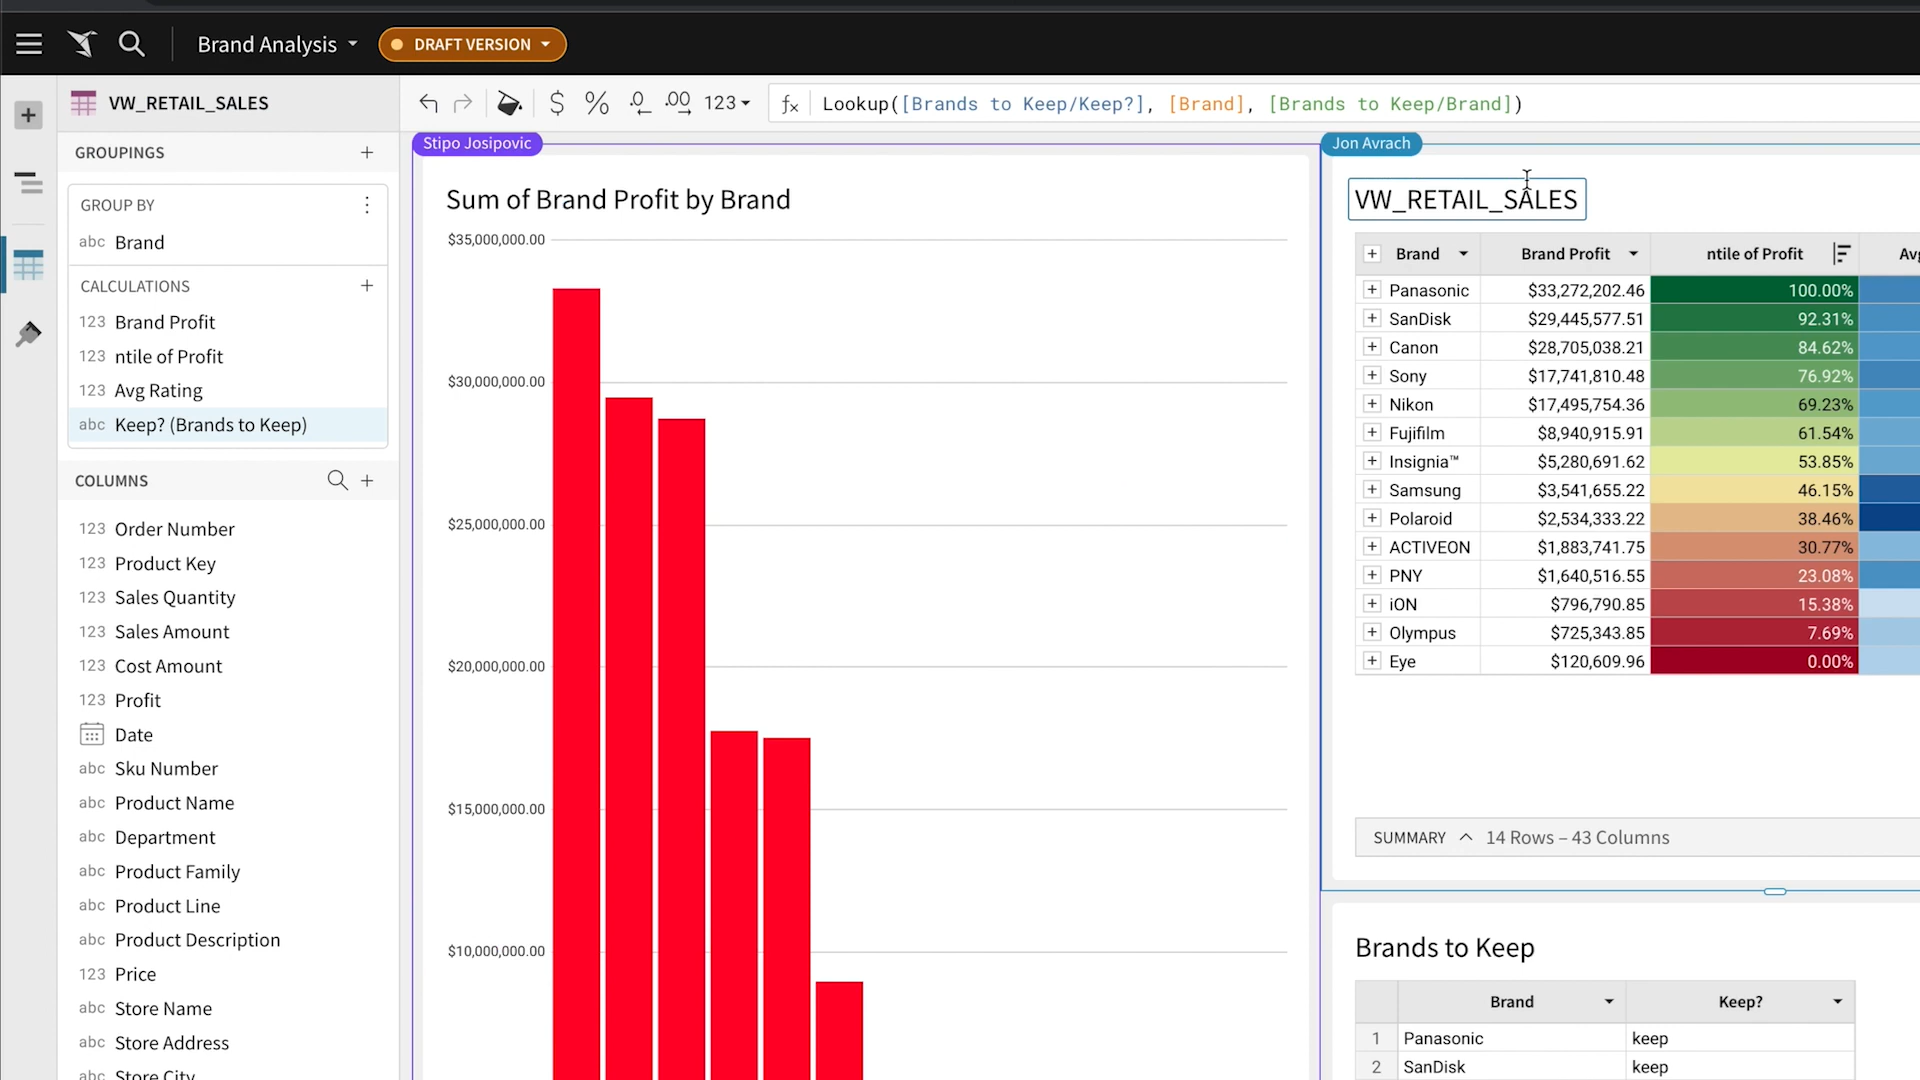 Brand Analysis
DRAFT VERSION
VW_RETAIL_SALES
$ % .0 .00 123
fx Lookup([Brands to Keep/Keep?], [Brand], [Brands to Keep/Brand])
GROUPINGS
GROUP BY
abc Brand
CALCULATIONS
123 Brand Profit
123 ntile of Profit
123 Avg Rating
abc Keep? (Brands to Keep)
COLUMNS
123 Order Number
123 Product Key
123 Sales Quantity
123 Sales Amount
123 Cost Amount
123 Profit
Date
abc Sku Number
abc Product Name
abc Department
abc Product Family
abc Product Line
abc Product Description
123 Price
abc Store Name
abc Store Address
abc Store City
Stipo Josipovic
Sum of Brand Profit by Brand
$35,000,000.00
$30,000,000.00
$25,000,000.00
$20,000,000.00
$15,000,000.00
$10,000,000.00
Jon Avrach
VW_RETAIL_SALES
Brand Brand Profit ntile of Profit
Panasonic $33,272,202.46 100.00%
SanDisk $29,445,577.51 92.31%
Canon $28,705,038.21 84.62%
Sony $17,741,810.48 76.92%
Nikon $17,495,754.36 69.23%
Fujifilm $8,940,915.91 61.54%
Insignia™ $5,280,691.62 53.85%
Samsung $3,541,655.22 46.15%
Polaroid $2,534,333.22 38.46%
ACTIVEON $1,883,741.75 30.77%
PNY $1,640,516.55 23.08%
iON $796,790.85 15.38%
Olympus $725,343.85 7.69%
Eye $120,609.96 0.00%
SUMMARY 14 Rows – 43 Columns
Brands to Keep
Brand Keep?
1 Panasonic keep
2 SanDisk keep